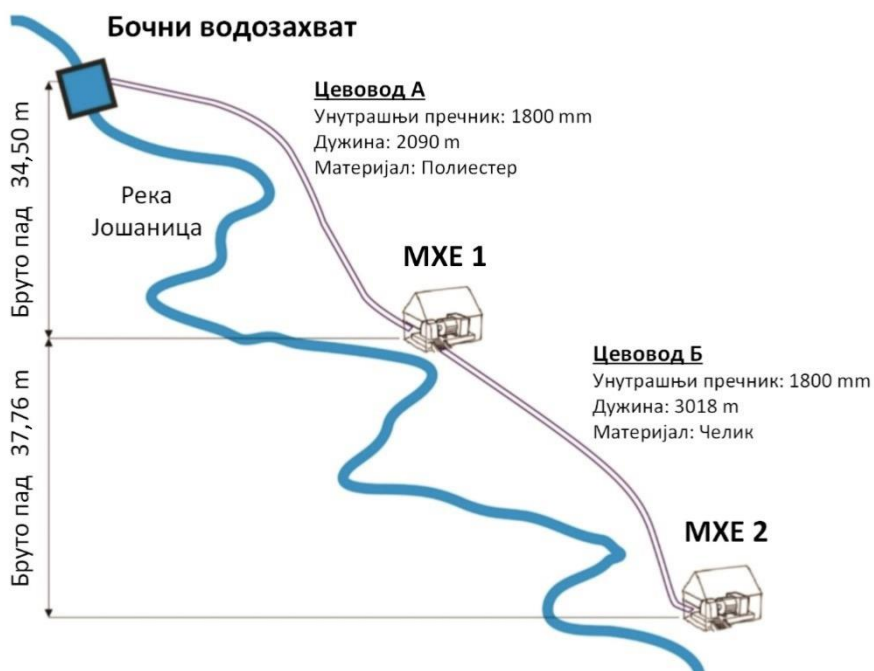 Бочни водозахват
Бруто пад 34,50 m
Цевовод А
Унутрашњи пречник: 1800 mm
Дужина: 2090 m
Материјал: Полиестер
Река
Јошаница
МХЕ 1
Бруто пад 37,76 m
Цевовод Б
Унутрашњи пречник: 1800 mm
Дужина: 3018 m
Материјал: Челик
МХЕ 2